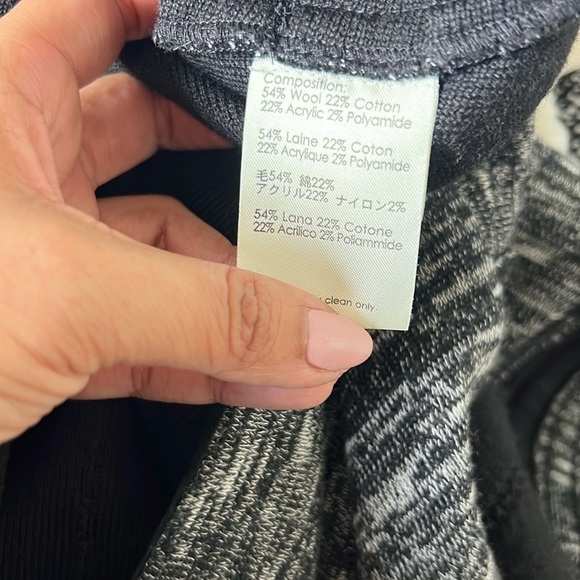 Composition:
54% Wool 22% Cotton
22% Acrylic 2% Polyamide
54% Laine 22% Coton
22% Acrylique 2% Polyamide
毛54% 綿22%
アクリル22% ナイロン2%
54% Lana 22% Cotone
22% Acrilico 2% Poliammide
clean only.